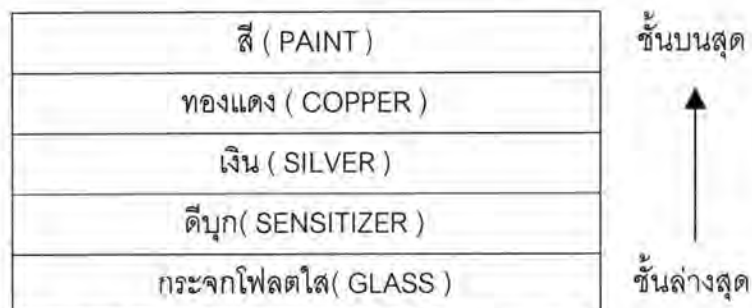 สี ( PAINT )
ชั้นบนสุด
ทองแดง ( COPPER )
เงิน ( SILVER )
ดีบุก( SENSITIZER )
กระจกโฟลตใส( GLASS )
ชั้นล่างสุด